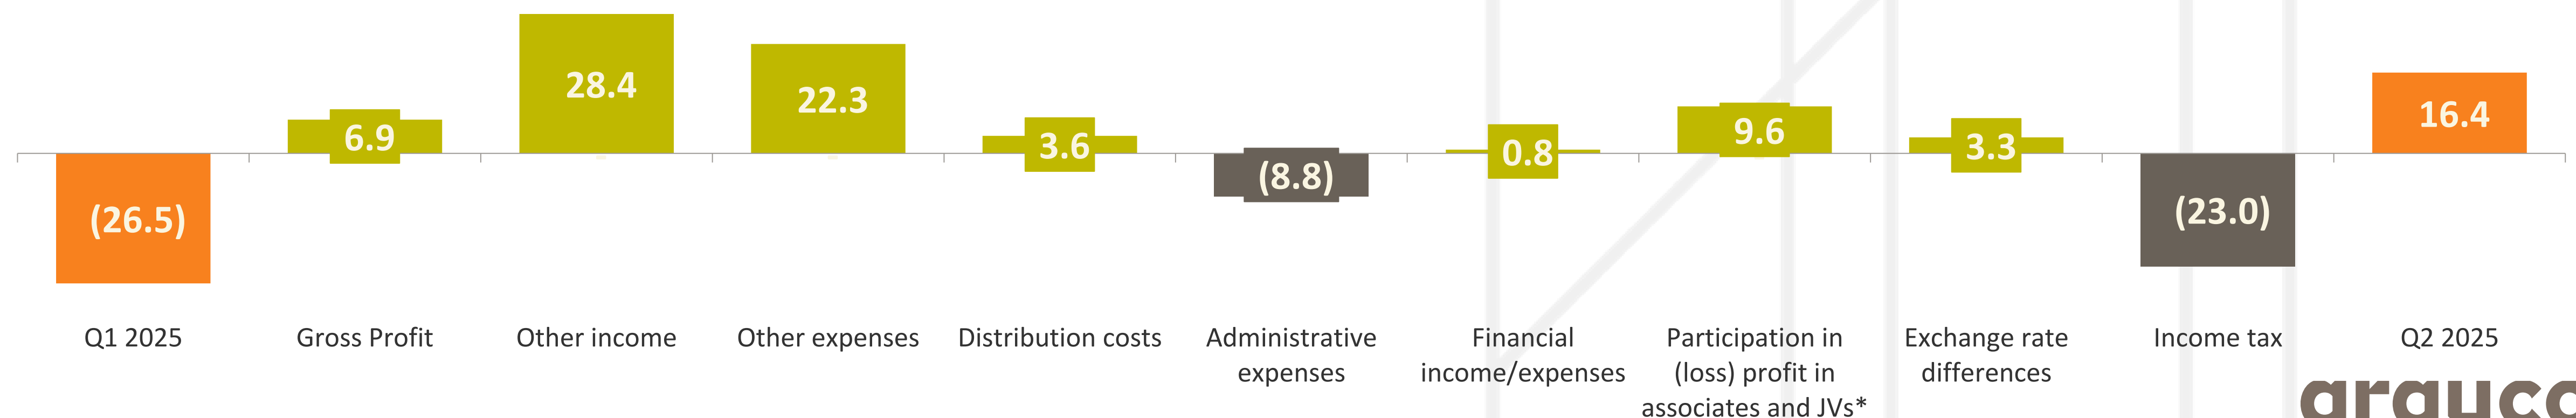 28.4
22.3
6.9
3.6
(8.8)
0.8
9.6
3.3
(23.0)
16.4
(26.5)
Q1 2025
Gross Profit
Other income
Other expenses
Distribution costs
Administrative
expenses
Financial
income/expenses
Participation in
(loss) profit in
associates and JVs*
Exchange rate
differences
Income tax
Q2 2025
arauco